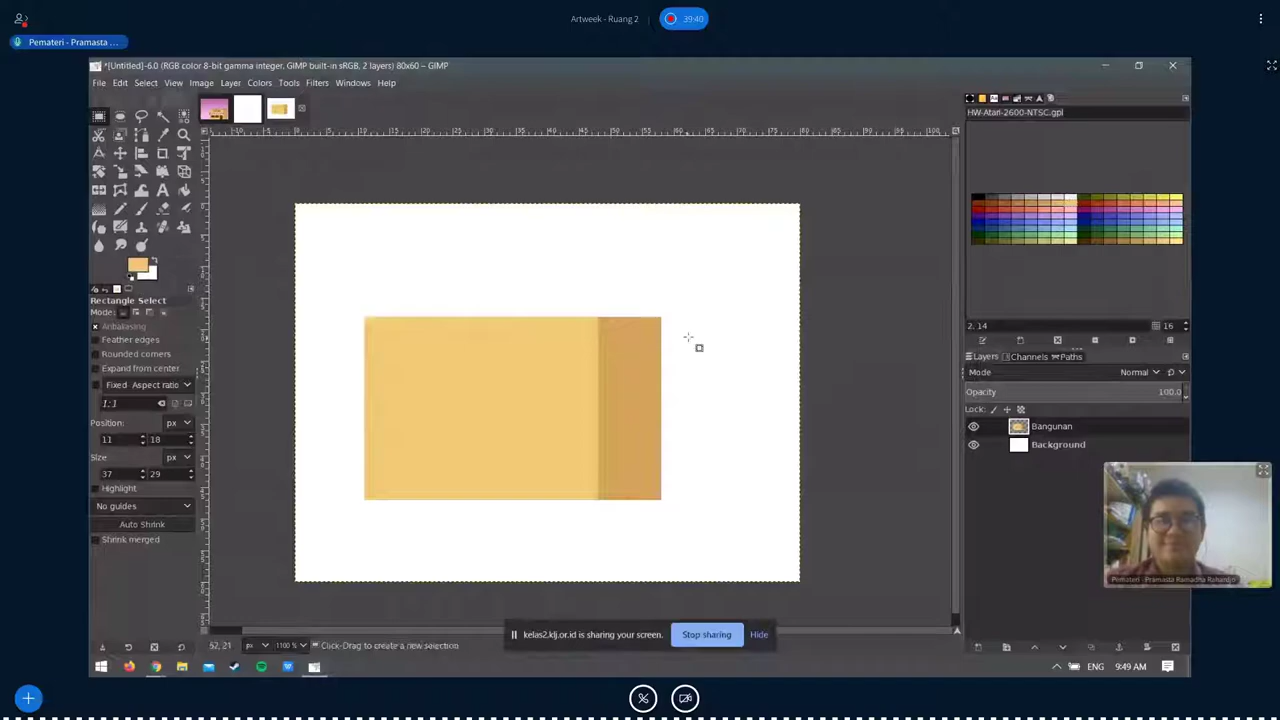 Artweek - Ruang 2
39:40
Pemateri - Pramasta ...
*[Untitled]-6.0 (RGB color 8-bit gamma integer, GIMP built-in sRGB, 2 layers) 80x60 – GIMP
File Edit Select View Image Layer Colors Tools Filters Windows Help
HW-Atari-2600-NTSC.gpl
Rectangle Select
Mode:
Antialiasing
Feather edges
Rounded corners
Expand from center
Fixed Aspect ratio
1:1
Position:
px
11
18
Size
px
37
29
Highlight
No guides
Auto Shrink
Shrink merged
2, 14
16
Layers Channels Paths
Mode
Normal
Opacity
100.0
Lock:
Bangunan
Background
Pemateri - Pramasta Ramadha Rahardjo
kelas2.klj.or.id is sharing your screen.
Stop sharing
Hide
52, 21
px
1100 %
Click-Drag to create a new selection
ENG
9:49 AM